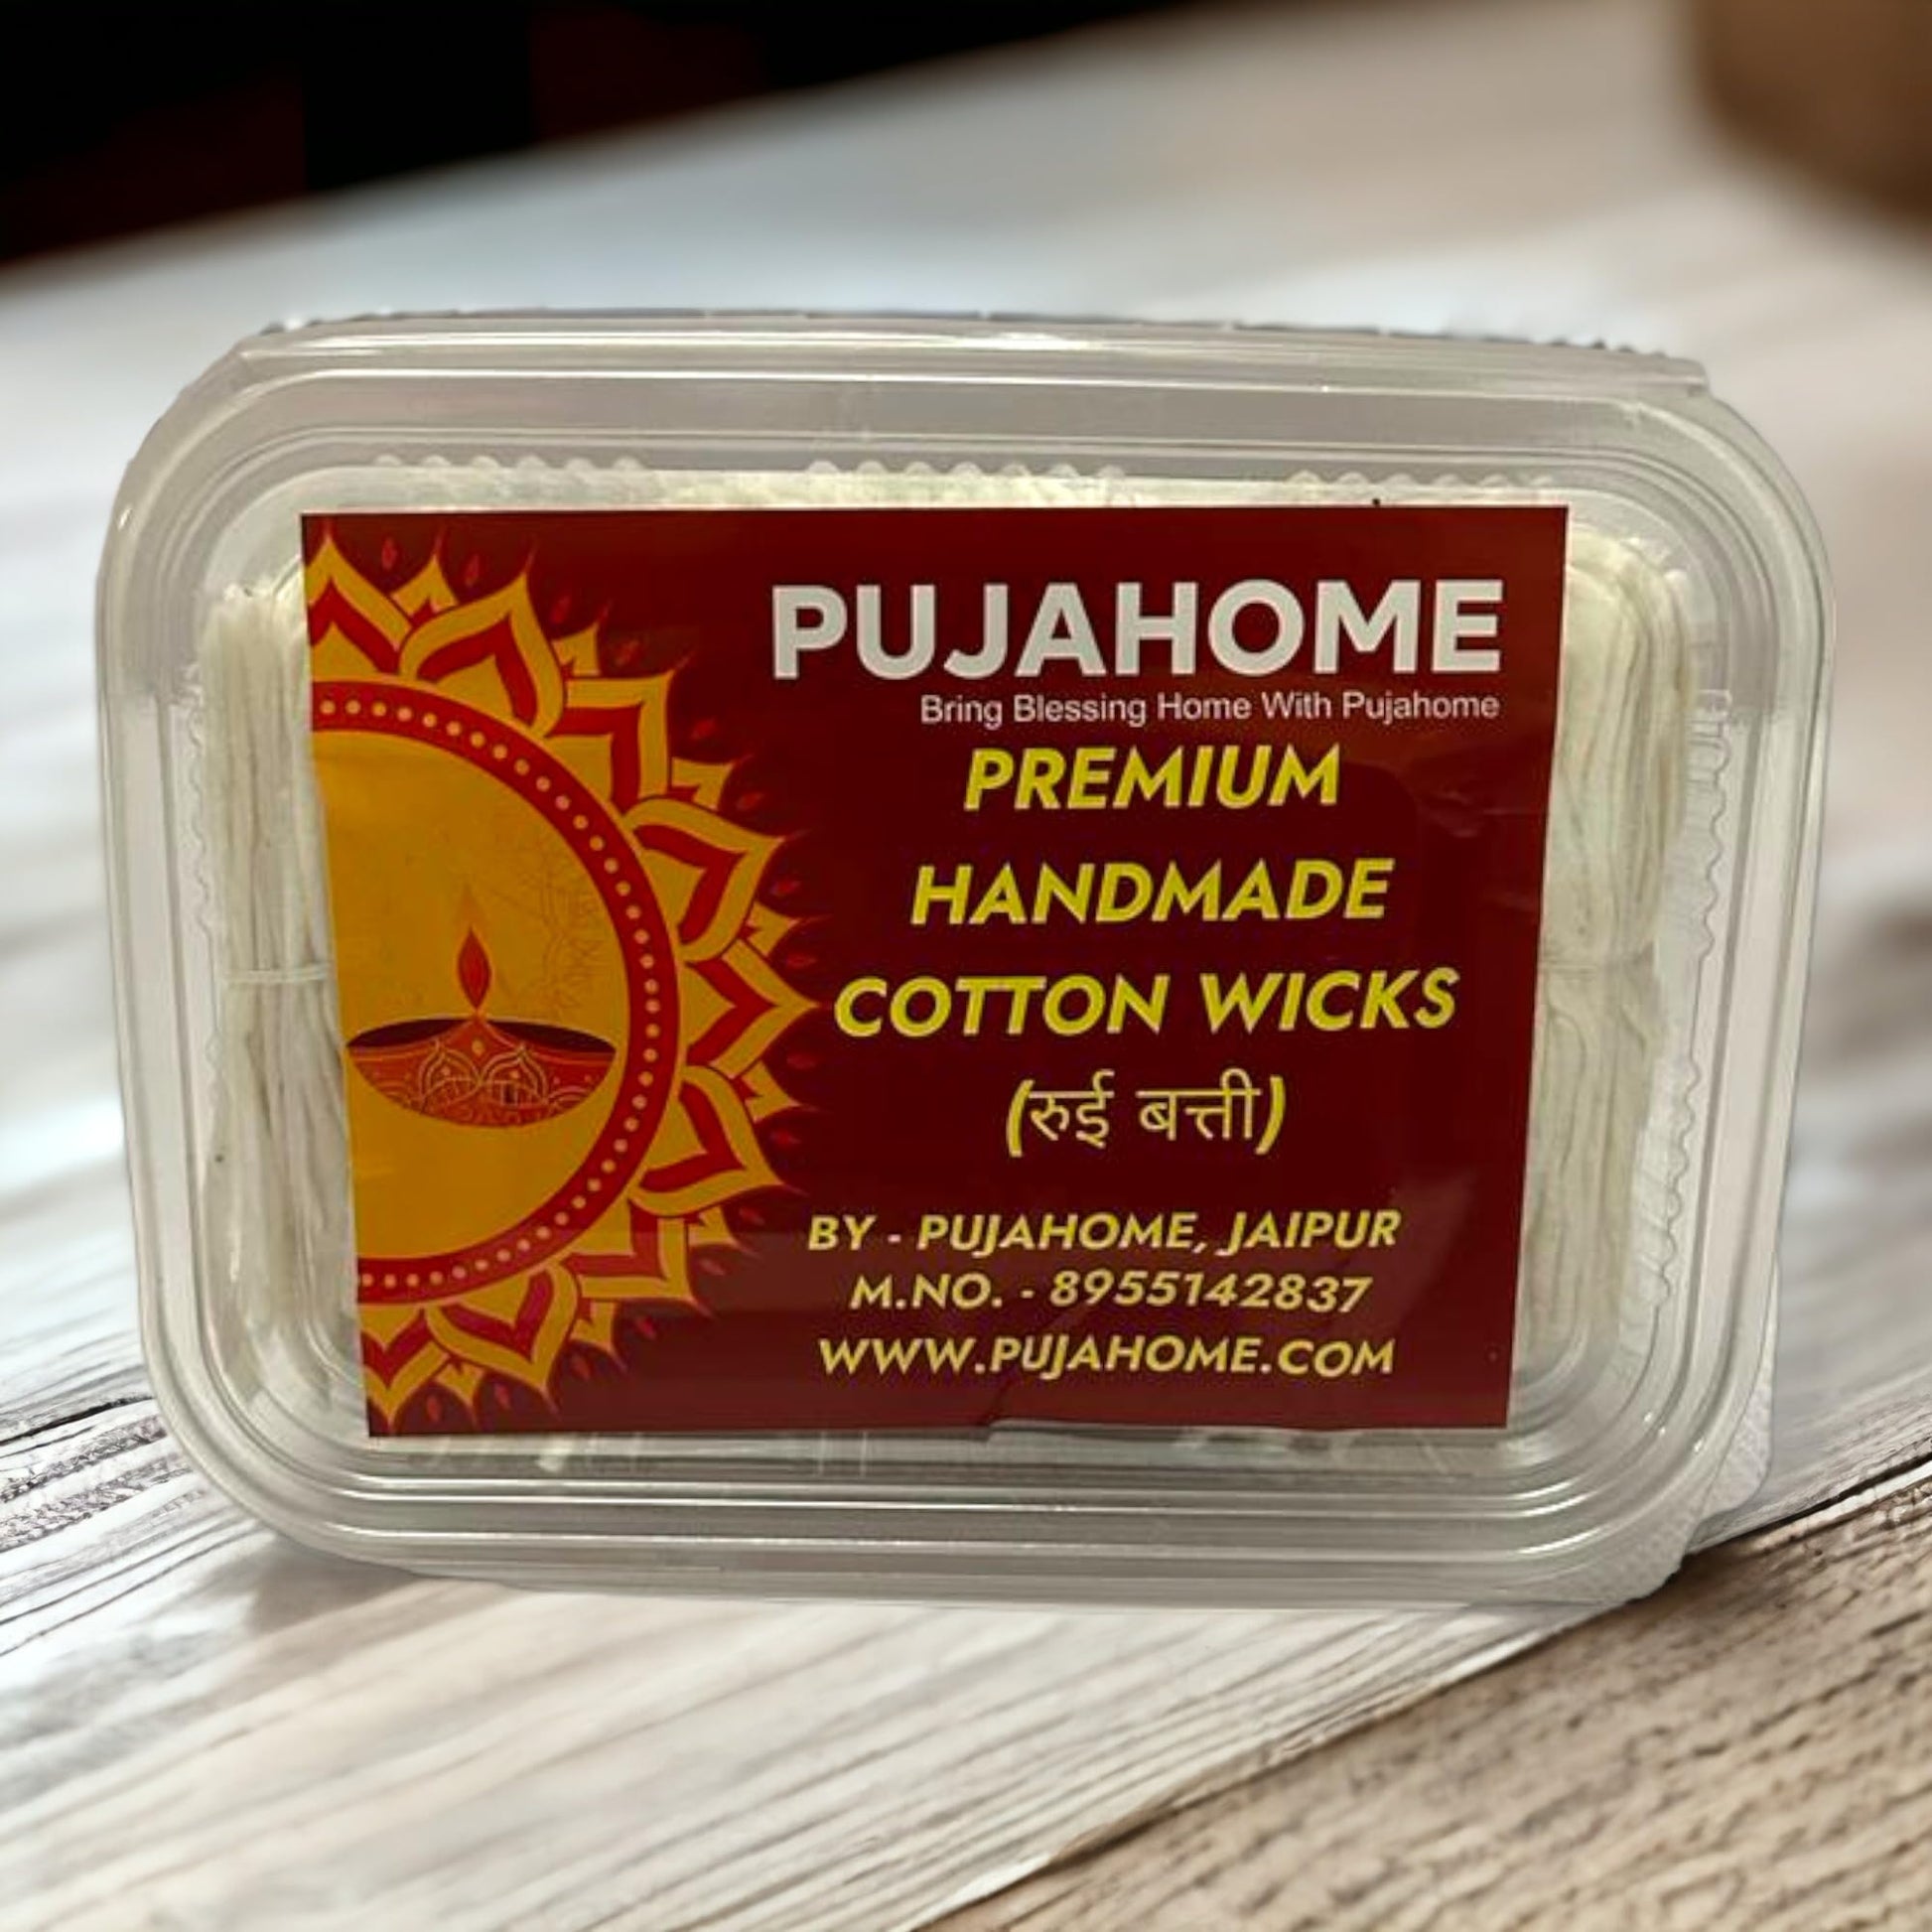 PUJAHOME
Bring Blessing Home With Pujahome
PREMIUM
HANDMADE
COTTON WICKS
(रुई बत्ती)
BY - PUJAHOME, JAIPUR
M.NO. - 8955142837
WWW.PUJAHOME.COM